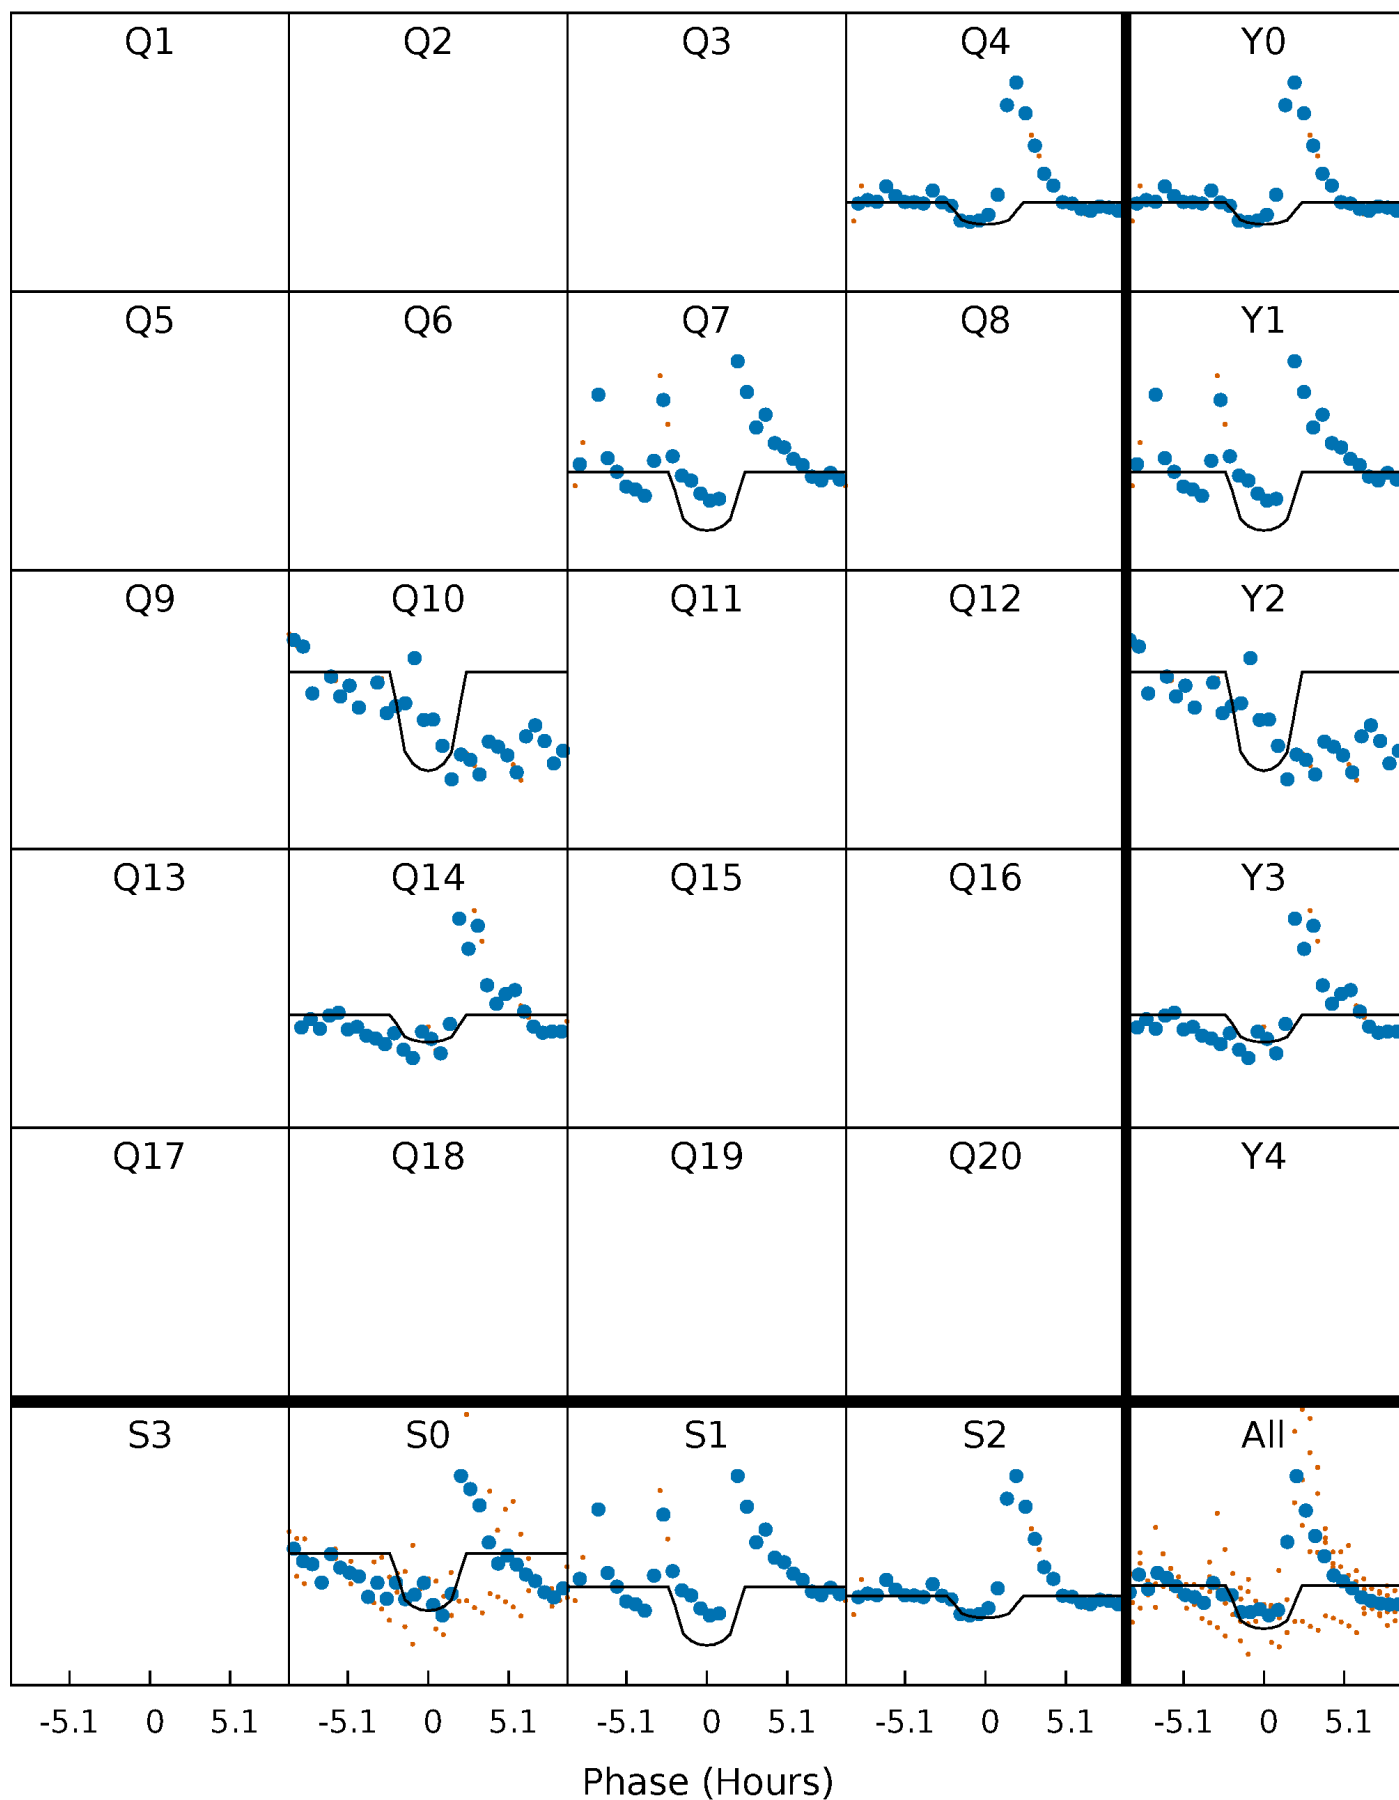 Q1 Q2 Q3 Q4 Y0
Q5 Q6 Q7 Q8 Y1
Q9 Q10 Q11 Q12 Y2
Q13 Q14 Q15 Q16 Y3
Q17 Q18 Q19 Q20 Y4
S3 S0 S1 S2 All
-5.1 0 5.1 -5.1 0 5.1 -5.1 0 5.1 -5.1 0 5.1 -5.1 0 5.1
Phase (Hours)